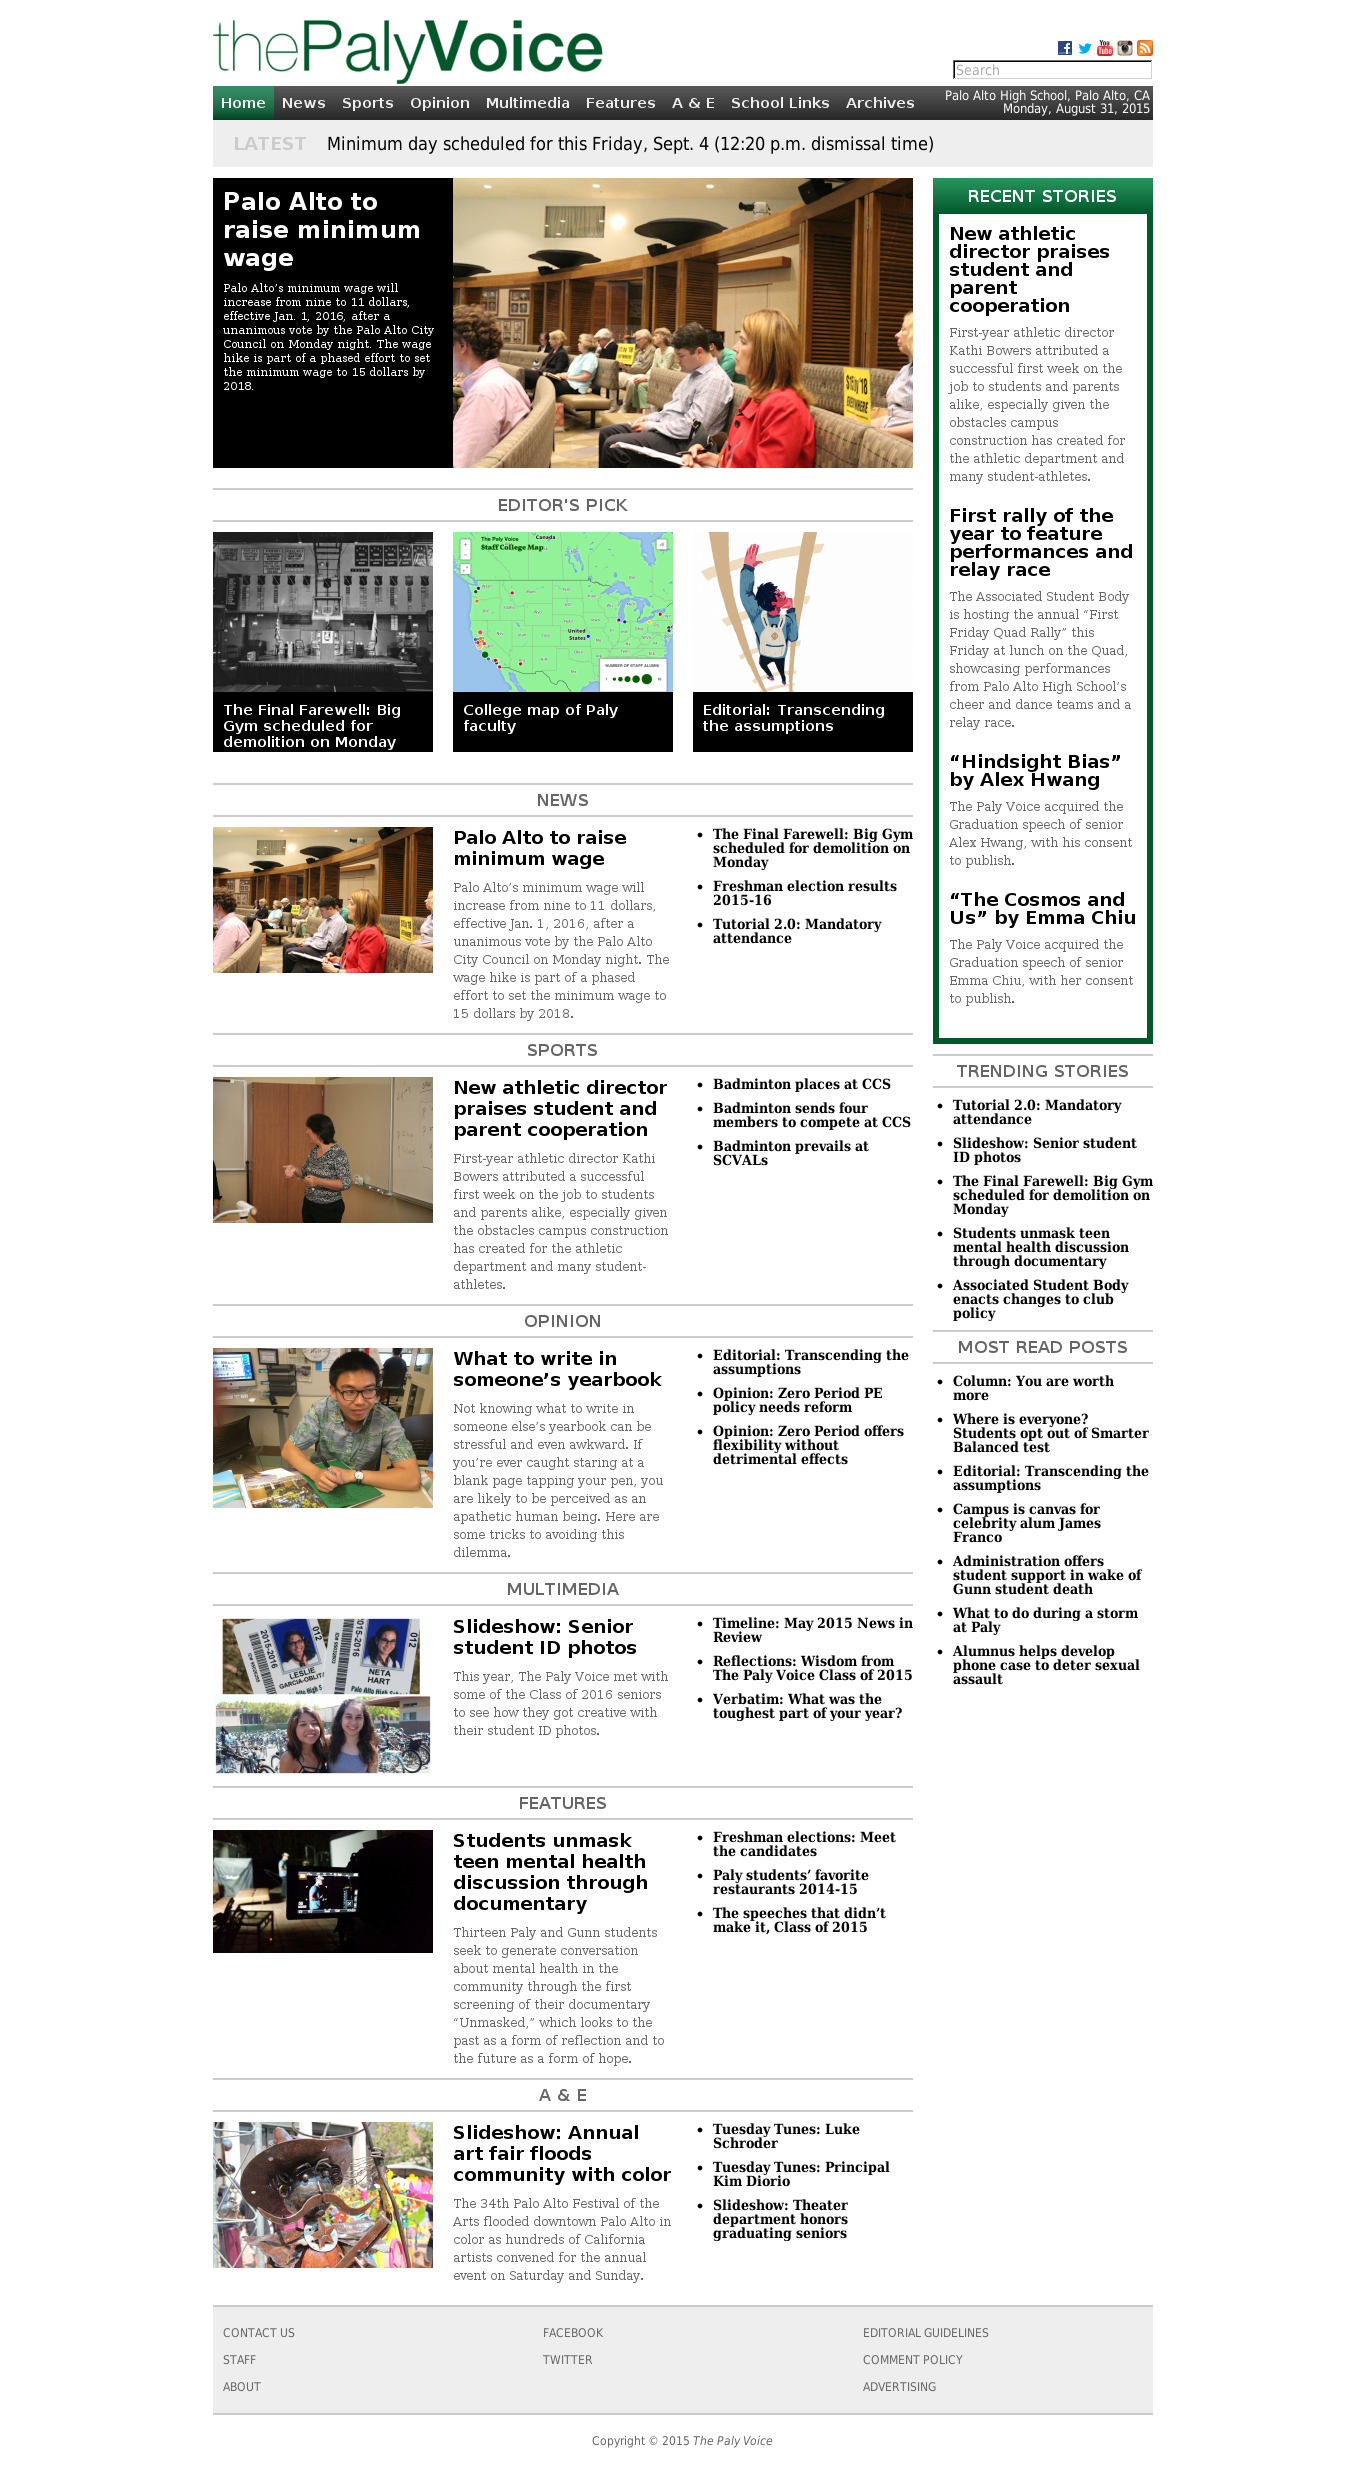 thePalyVoice
Search
Home News Sports Opinion Multimedia Features A & E School Links Archives
Palo Alto High School, Palo Alto, CA
Monday, August 31, 2015
LATEST Minimum day scheduled for this Friday, Sept. 4 (12:20 p.m. dismissal time)
Palo Alto to
raise minimum
wage
Palo Alto’s minimum wage will
increase from nine to 11 dollars,
effective Jan. 1, 2016, after a
unanimous vote by the Palo Alto City
Council on Monday night. The wage
hike is part of a phased effort to set
the minimum wage to 15 dollars by
2018.
EDITOR'S PICK
The Paly Voice
Staff College Map
Canada
United
States
NUMBER OF STAFF ALUMNI
The Final Farewell: Big
Gym scheduled for
demolition on Monday
College map of Paly
faculty
Editorial: Transcending
the assumptions
NEWS
Palo Alto to raise
minimum wage
Palo Alto’s minimum wage will
increase from nine to 11 dollars,
effective Jan. 1, 2016, after a
unanimous vote by the Palo Alto
City Council on Monday night. The
wage hike is part of a phased
effort to set the minimum wage to
15 dollars by 2018.
• The Final Farewell: Big Gym
scheduled for demolition on
Monday
• Freshman election results
2015-16
• Tutorial 2.0: Mandatory
attendance
SPORTS
New athletic director
praises student and
parent cooperation
First-year athletic director Kathi
Bowers attributed a successful
first week on the job to students
and parents alike, especially given
the obstacles campus construction
has created for the athletic
department and many student-
athletes.
• Badminton places at CCS
• Badminton sends four
members to compete at CCS
• Badminton prevails at
SCVALs
OPINION
What to write in
someone’s yearbook
Not knowing what to write in
someone else’s yearbook can be
stressful and even awkward. If
you’re ever caught staring at a
blank page tapping your pen, you
are likely to be perceived as an
apathetic human being. Here are
some tricks to avoiding this
dilemma.
• Editorial: Transcending the
assumptions
• Opinion: Zero Period PE
policy needs reform
• Opinion: Zero Period offers
flexibility without
detrimental effects
MULTIMEDIA
2015-2016
012
LESLIE
015-2016
012
NETA
HART
Slideshow: Senior
student ID photos
This year, The Paly Voice met with
some of the Class of 2016 seniors
to see how they got creative with
their student ID photos.
• Timeline: May 2015 News in
Review
• Reflections: Wisdom from
The Paly Voice Class of 2015
• Verbatim: What was the
toughest part of your year?
FEATURES
Students unmask
teen mental health
discussion through
documentary
Thirteen Paly and Gunn students
seek to generate conversation
about mental health in the
community through the first
screening of their documentary
“Unmasked,” which looks to the
past as a form of reflection and to
the future as a form of hope.
• Freshman elections: Meet
the candidates
• Paly students’ favorite
restaurants 2014-15
• The speeches that didn’t
make it, Class of 2015
A & E
Slideshow: Annual
art fair floods
community with color
The 34th Palo Alto Festival of the
Arts flooded downtown Palo Alto in
color as hundreds of California
artists convened for the annual
event on Saturday and Sunday.
• Tuesday Tunes: Luke
Schroder
• Tuesday Tunes: Principal
Kim Diorio
• Slideshow: Theater
department honors
graduating seniors
RECENT STORIES
New athletic
director praises
student and
parent
cooperation
First-year athletic director
Kathi Bowers attributed a
successful first week on the
job to students and parents
alike, especially given the
obstacles campus
construction has created for
the athletic department and
many student-athletes.
First rally of the
year to feature
performances and
relay race
The Associated Student Body
is hosting the annual “First
Friday Quad Rally” this
Friday at lunch on the Quad,
showcasing performances
from Palo Alto High School’s
cheer and dance teams and a
relay race.
“Hindsight Bias”
by Alex Hwang
The Paly Voice acquired the
Graduation speech of senior
Alex Hwang, with his consent
to publish.
“The Cosmos and
Us” by Emma Chiu
The Paly Voice acquired the
Graduation speech of senior
Emma Chiu, with her consent
to publish.
TRENDING STORIES
• Tutorial 2.0: Mandatory
attendance
• Slideshow: Senior student
ID photos
• The Final Farewell: Big Gym
scheduled for demolition on
Monday
• Students unmask teen
mental health discussion
through documentary
• Associated Student Body
enacts changes to club
policy
MOST READ POSTS
• Column: You are worth
more
• Where is everyone?
Students opt out of Smarter
Balanced test
• Editorial: Transcending the
assumptions
• Campus is canvas for
celebrity alum James
Franco
• Administration offers
student support in wake of
Gunn student death
• What to do during a storm
at Paly
• Alumnus helps develop
phone case to deter sexual
assault
CONTACT US
STAFF
ABOUT
FACEBOOK
TWITTER
EDITORIAL GUIDELINES
COMMENT POLICY
ADVERTISING
Copyright © 2015 The Paly Voice